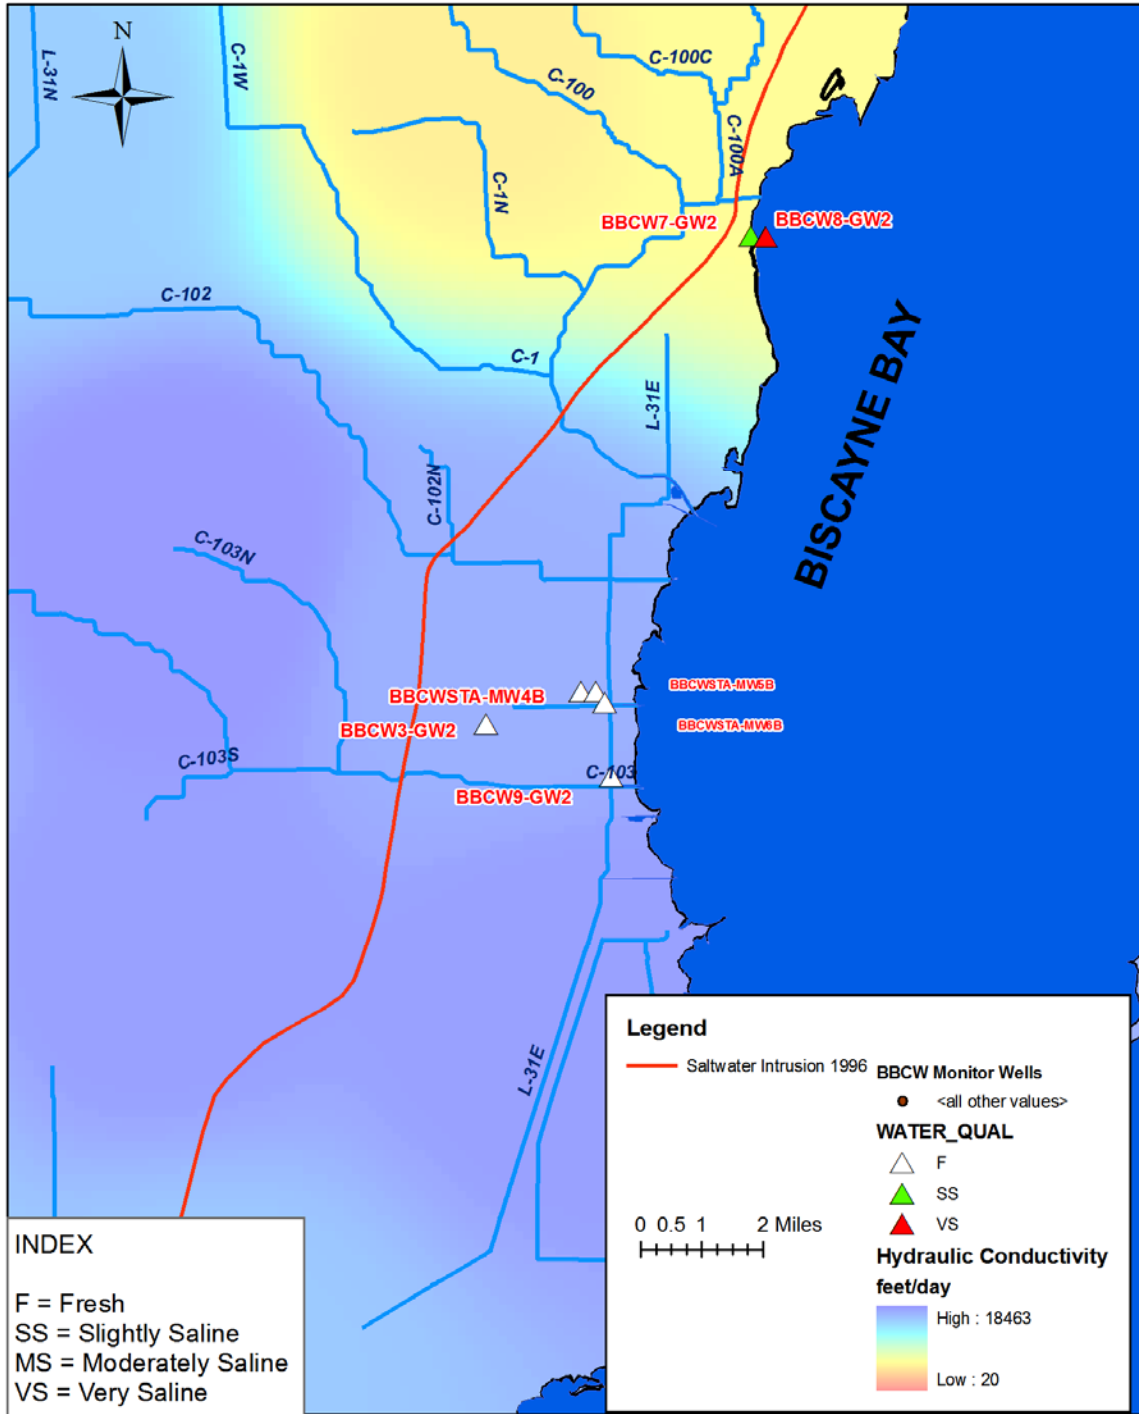 N
L-31N
C-1W
C-100
C-100C
C-100A
C-1N
BBCW7-GW2
BBCW8-GW2
C-102
C-1
L-31E
BISCAYNE BAY
C-102N
C-103N
BBCWSTA-MW4B
BBCWSTA-MW5B
BBCW3-GW2
BBCWSTA-MW6B
C-103S
C-103
BBCW9-GW2
L-31E
Legend
Saltwater Intrusion 1996
BBCW Monitor Wells
<all other values>
WATER_QUAL
F
SS
VS
0 0.5 1 2 Miles
Hydraulic Conductivity
feet/day
High : 18463
Low : 20
INDEX
F = Fresh
SS = Slightly Saline
MS = Moderately Saline
VS = Very Saline